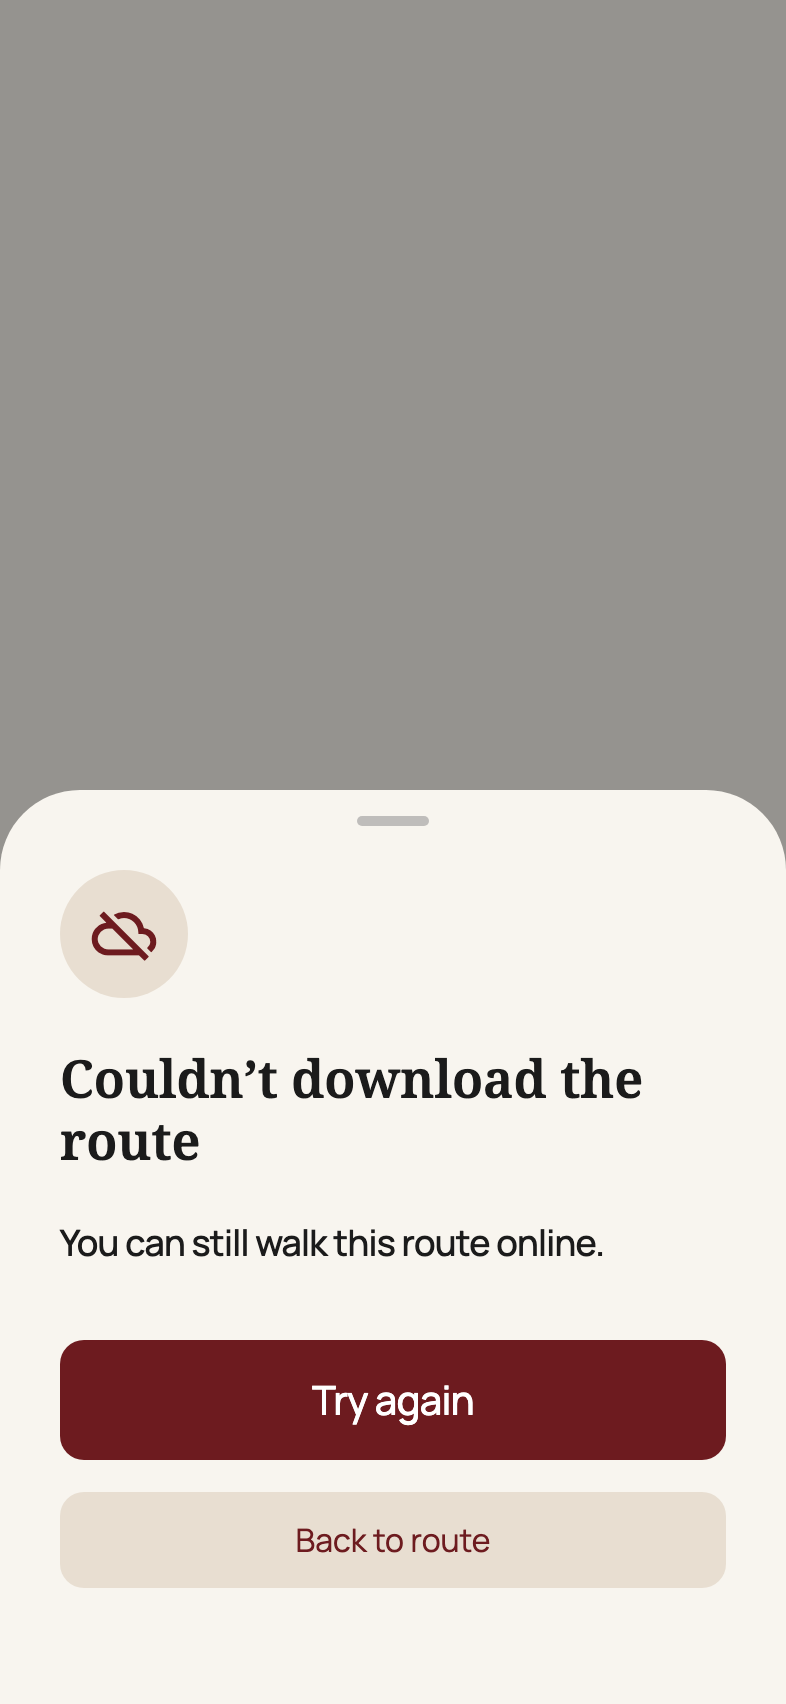 Couldn’t download the
route
You can still walk this route online.
Try again
Back to route